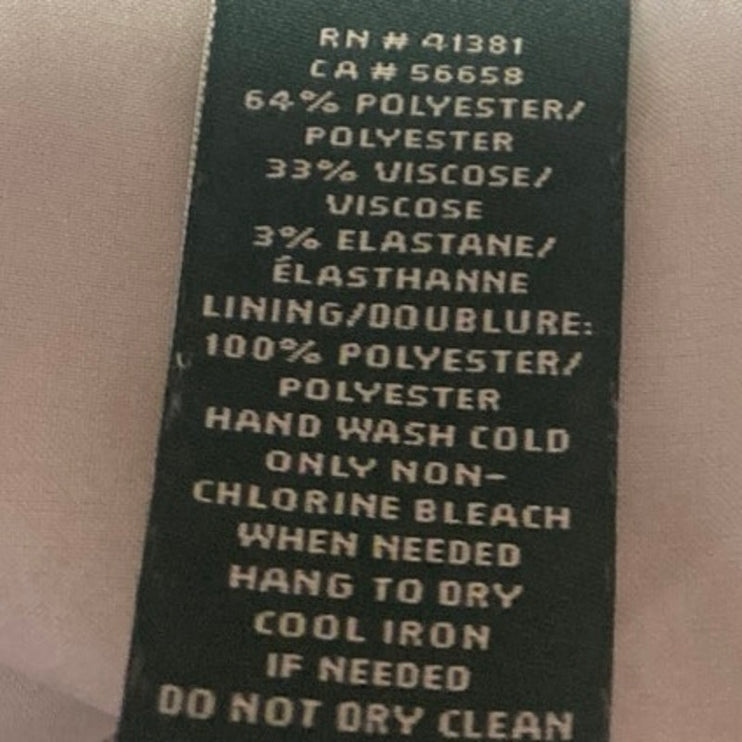 RN # 41381
CA # 56658
64% POLYESTER/
POLYESTER
33% VISCOSE/
VISCOSE
3% ELASTANE/
ÉLASTHANNE
LINING/DOUBLURE:
100% POLYESTER/
POLYESTER
HAND WASH COLD
ONLY NON-
CHLORINE BLEACH
WHEN NEEDED
HANG TO DRY
COOL IRON
IF NEEDED
DO NOT DRY CLEAN